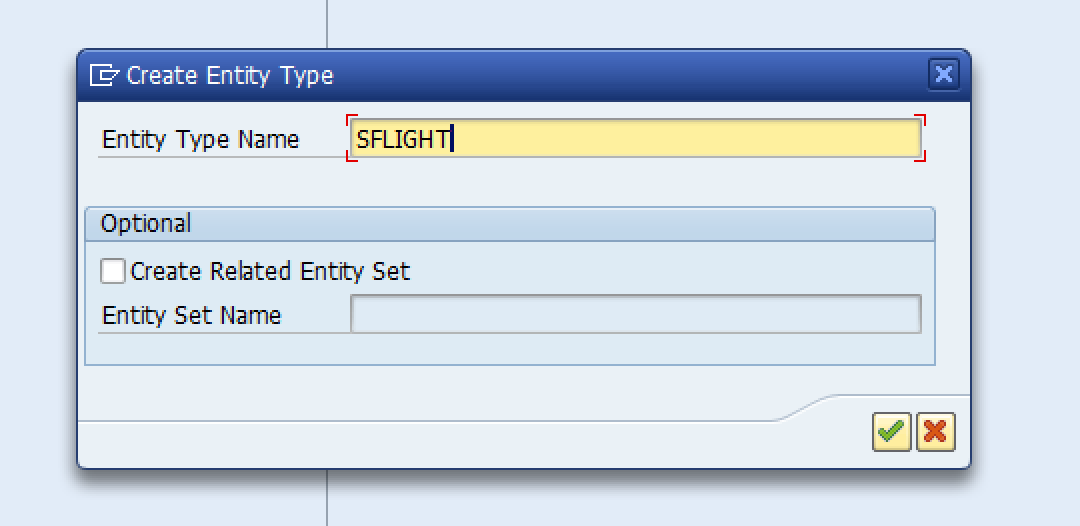 Create Entity Type
Entity Type Name SFLIGHT
Optional
Create Related Entity Set
Entity Set Name